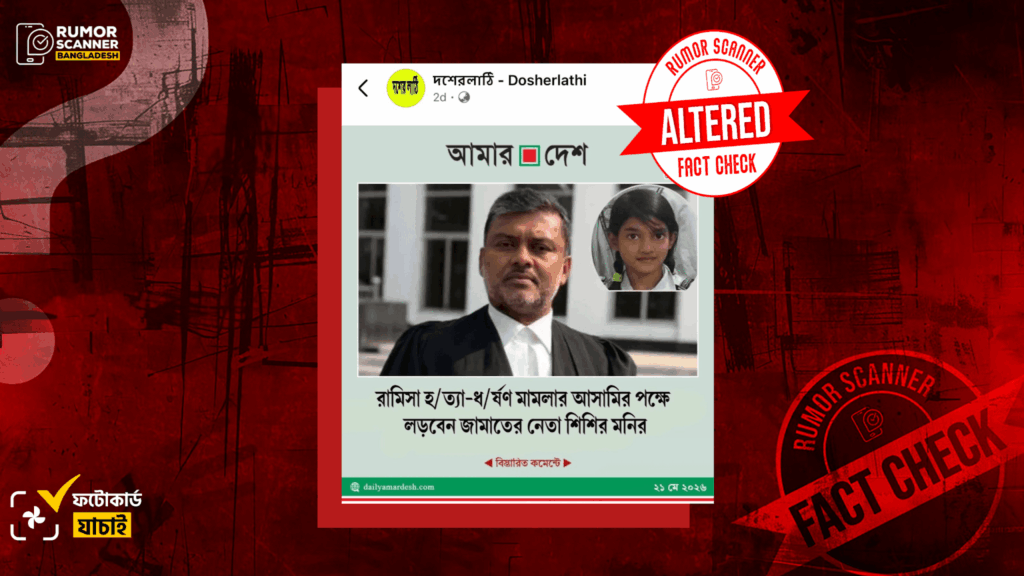 RUMOR
SCANNER
BANGLADESH
দশেরলাঠি - Dosherlathi
2d
দশের লাঠি
RUMOR SCANNER
ALTERED
FACT CHECK
আমার দেশ
রামিসা হ/ত্যা-ধ/র্ষণ মামলার আসামির পক্ষে
লড়বেন জামাতের নেতা শিশির মনির
বিস্তারিত কমেন্টে
dailyamardesh.com
২১ মে ২০২৬
RUMOR SCANNER
FACT CHECK
ফটোকার্ড
যাচাই